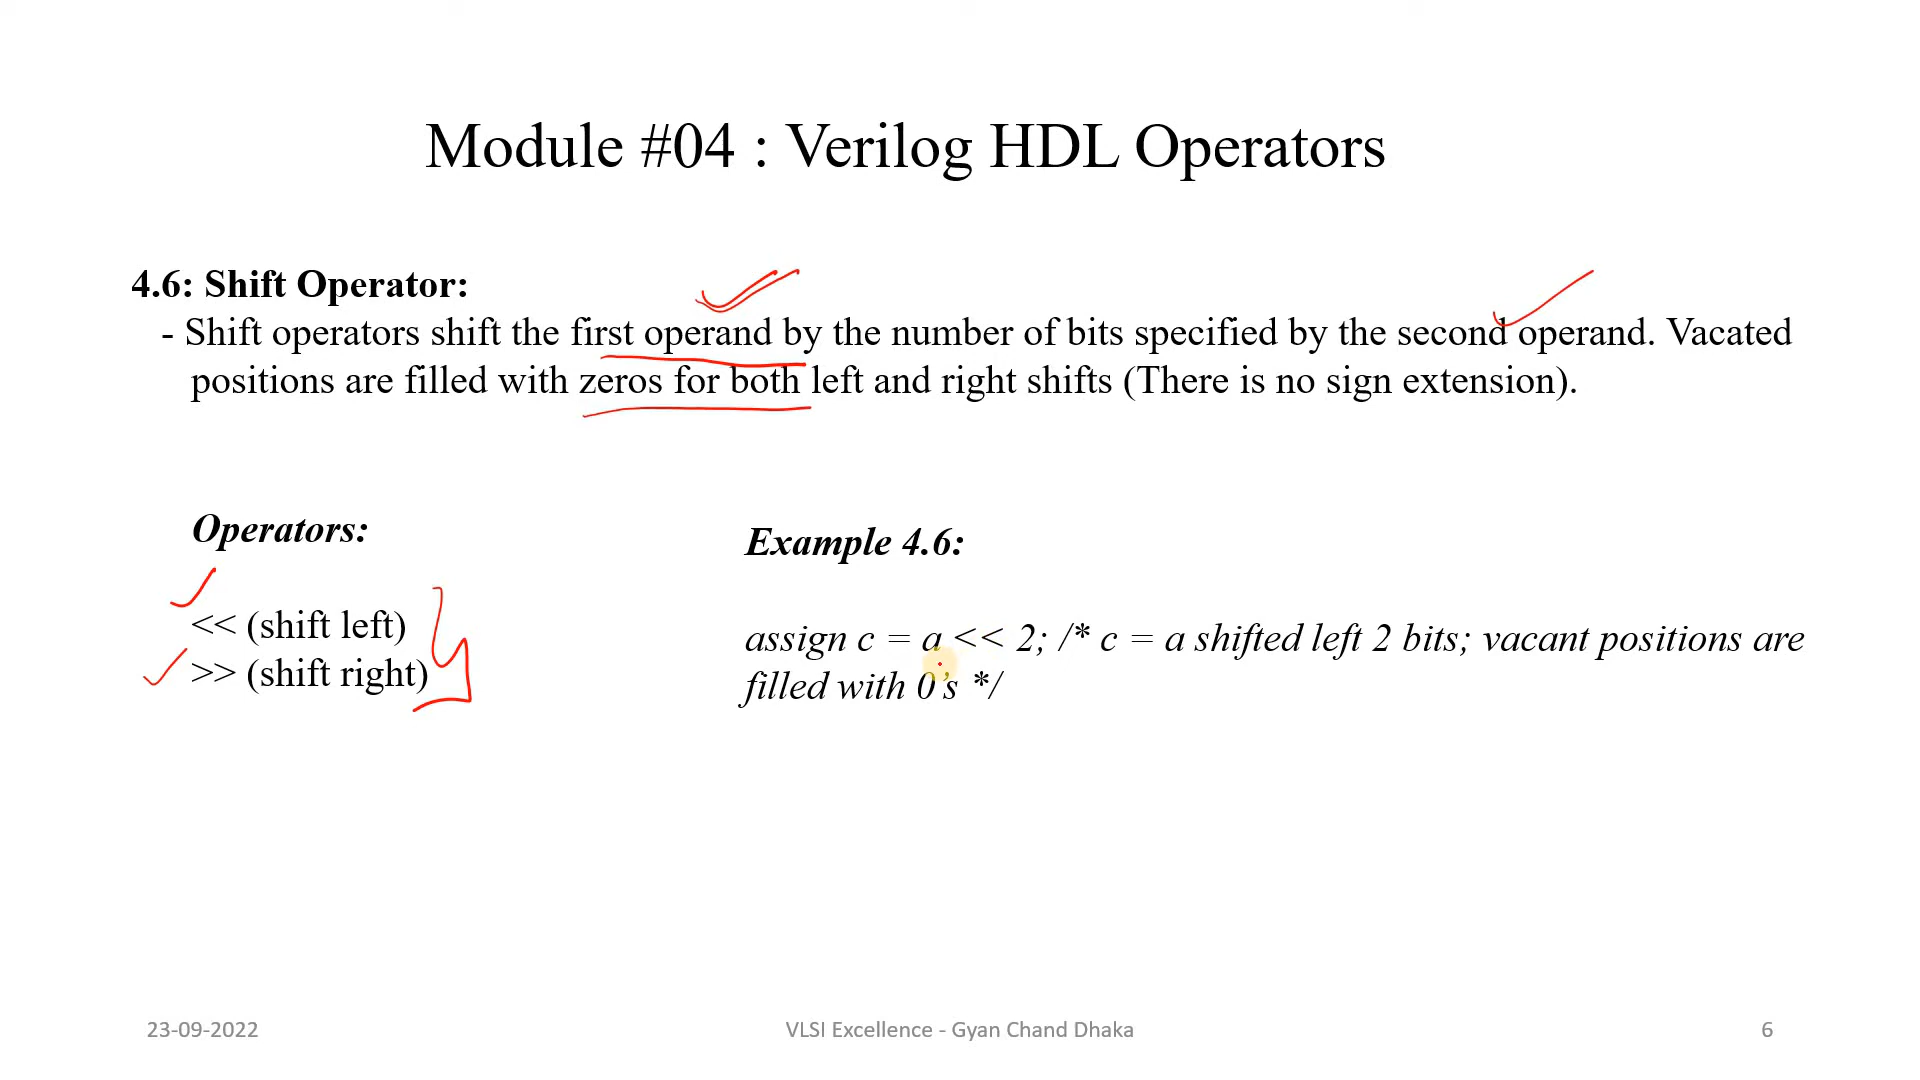 Module #04 : Verilog HDL Operators
4.6: Shift Operator:
- Shift operators shift the first operand by the number of bits specified by the second operand. Vacated
positions are filled with zeros for both left and right shifts (There is no sign extension).
Operators:
<< (shift left)
>> (shift right)
Example 4.6:
assign c = a << 2; /* c = a shifted left 2 bits; vacant positions are
filled with 0’s */
23-09-2022
VLSI Excellence - Gyan Chand Dhaka
6